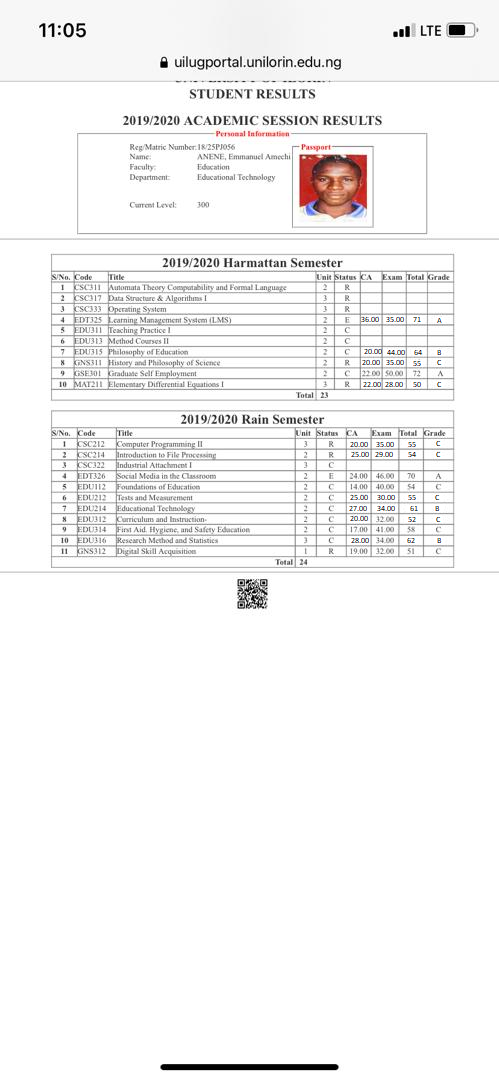 11:05
LTE
uilugportal.unilorin.edu.ng
UNIVERSITY OF ILORIN
STUDENT RESULTS
2019/2020 ACADEMIC SESSION RESULTS
Personal Information
Reg/Matric Number:18/25PJ056
Passport
Name: ANENE, Emmanuel Amechi
Faculty: Education
Department: Educational Technology
Current Level: 300
2019/2020 Harmattan Semester
S/No. Code Title Unit Status CA Exam Total Grade
1 CSC311 Automata Theory Computability and Formal Language 2 R
2 CSC317 Data Structure & Algorithms I 3 R
3 CSC333 Operating System 3 R
4 EDT325 Learning Management System (LMS) 2 E 36.00 35.00 71 A
5 EDU311 Teaching Practice I 2 C
6 EDU313 Method Courses II 2 C
7 EDU315 Philosophy of Education 2 C 20.00 44.00 64 B
8 GNS311 History and Philosophy of Science 2 R 20.00 35.00 55 C
9 GSE301 Graduate Self Employment 2 C 22.00 50.00 72 A
10 MAT211 Elementary Differential Equations I 3 R 22.00 28.00 50 C
Total 23
2019/2020 Rain Semester
S/No. Code Title Unit Status CA Exam Total Grade
1 CSC212 Computer Programming II 3 R 20.00 35.00 55 C
2 CSC214 Introduction to File Processing 2 R 25.00 29.00 54 C
3 CSC322 Industrial Attachment I 3 C
4 EDT326 Social Media in the Classroom 2 E 24.00 46.00 70 A
5 EDU112 Foundations of Education 2 C 14.00 40.00 54 C
6 EDU212 Tests and Measurement 2 C 25.00 30.00 55 C
7 EDU214 Educational Technology 2 C 27.00 34.00 61 B
8 EDU312 Curriculum and Instruction- 2 C 20.00 32.00 52 C
9 EDU314 First Aid. Hygiene, and Safety Education 2 C 17.00 41.00 58 C
10 EDU316 Research Method and Statistics 3 C 28.00 34.00 62 B
11 GNS312 Digital Skill Acquisition 1 R 19.00 32.00 51 C
Total 24